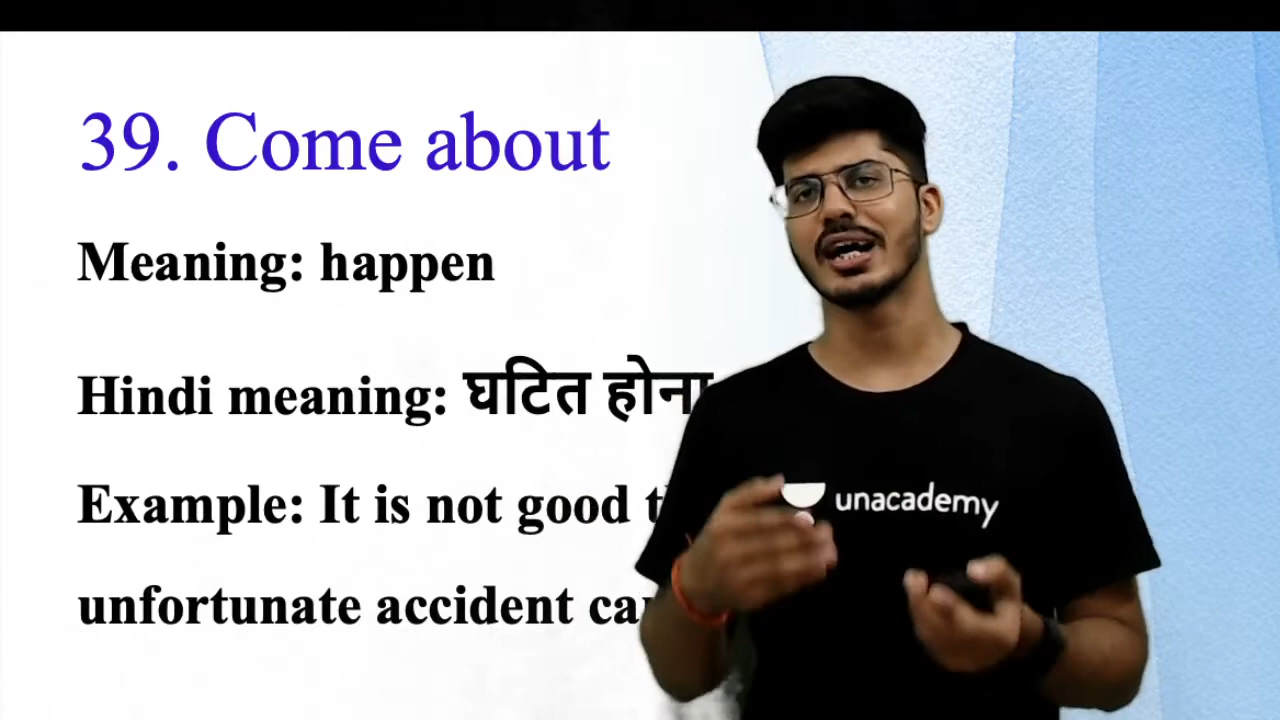 39. Come about
Meaning: happen
Hindi meaning: घटित होना
Example: It is not good
unfortunate accident
unacademy